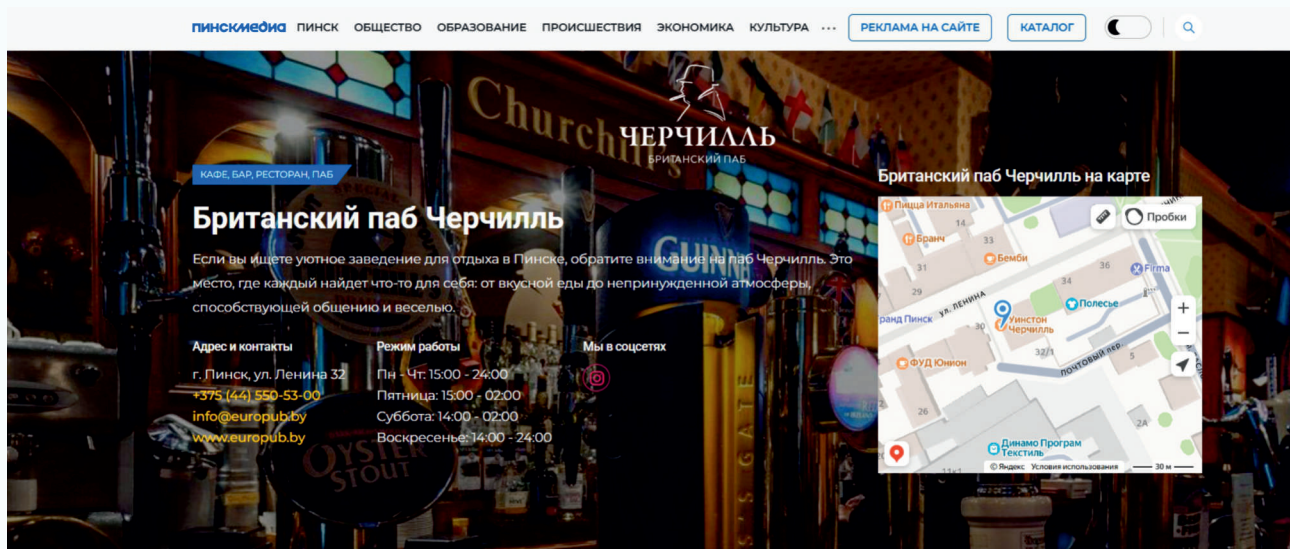 ПИНСКМЕДИА ПИНСК ОБЩЕСТВО ОБРАЗОВАНИЕ ПРОИСШЕСТВИЯ ЭКОНОМИКА КУЛЬТУРА ... РЕКЛАМА НА САЙТЕ КАТАЛОГ
Churchill's
ЧЕРЧИЛЛЬ
БРИТАНСКИЙ ПАБ
КАФЕ, БАР, РЕСТОРАН, ПАБ
Британский паб Черчилль
Если вы ищете уютное заведение для отдыха в Пинске, обратите внимание на паб Черчилль. Это
место, где каждый найдет что-то для себя: от вкусной еды до непринужденной атмосферы,
способствующей общению и веселью.
Адрес и контакты
г. Пинск, ул. Ленина 32
+375 (44) 550-53-00
info@europub.by
www.europub.by
Режим работы
Пн - Чт: 15:00 - 24:00
Пятница: 15:00 - 02:00
Суббота: 14:00 - 02:00
Воскресенье: 14:00 - 24:00
Мы в соцсетях
GUINNE
OYSTER
STOUT
Британский паб Черчилль на карте
Пицца Итальяна
Пробки
14
Бранч
33
Бемби
31
36
Firma
29
34
ул. ЛЕНИНА
Полесье
ранд Пинск
30
Уинстон
Черчилль
32/1
ПОЧТОВЫЙ пер.
5
ФУД Юнион
26
2А
Динамо Програм
Текстиль
11к1
© Яндекс Условия использования
30 м